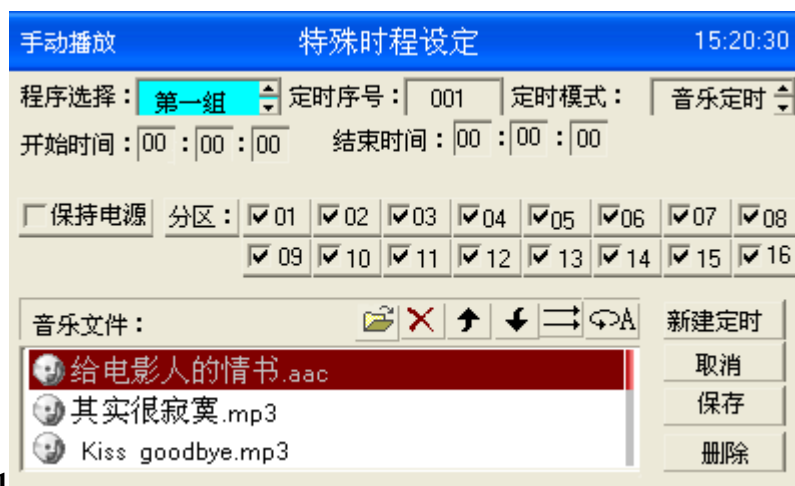 手动播放 特殊时程设定 15:20:30
程序选择： 第一组 定时序号： 001 定时模式： 音乐定时
开始时间：00：00：00 结束时间：00：00：00
保持电源 分区： 01 02 03 04 05 06 07 08
09 10 11 12 13 14 15 16
音乐文件： A 新建定时
给电影人的情书.aac 取消
其实很寂寞.mp3 保存
Kiss goodbye.mp3 删除